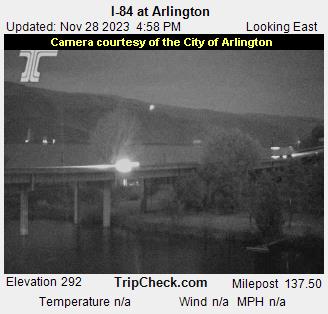 I-84 at Arlington
Updated: Nov 28 2023 4:58 PM Looking East
Camera courtesy of the City of Arlington
Elevation 292 TripCheck.com Milepost 137.50
Temperature n/a Wind n/a MPH n/a